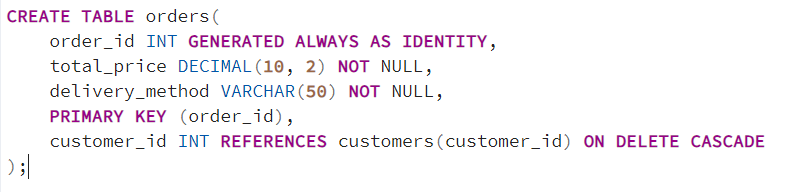 CREATE TABLE orders(
    order_id INT GENERATED ALWAYS AS IDENTITY,
    total_price DECIMAL(10, 2) NOT NULL,
    delivery_method VARCHAR(50) NOT NULL,
    PRIMARY KEY (order_id),
    customer_id INT REFERENCES customers(customer_id) ON DELETE CASCADE
);